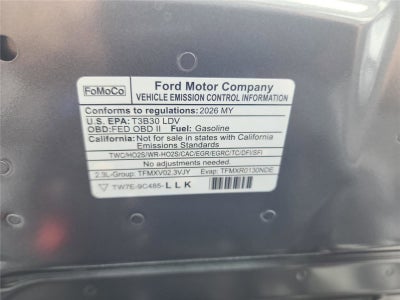 FoMoCo
Ford Motor Company
VEHICLE EMISSION CONTROL INFORMATION
Conforms to regulations: 2026 MY
U.S. EPA: T3B30 LDV
OBD:FED OBD II Fuel: Gasoline
California: Not for sale in states with California
Emissions Standards
TWC/HO2S/WR-HO2S/CAC/EGR/EGRC/TC/DFI/SFI
No adjustments needed.
2.3L-Group: TFMXV02.3VJY Evap: TFMXR0130NDE
TW7E-9C485-LLK